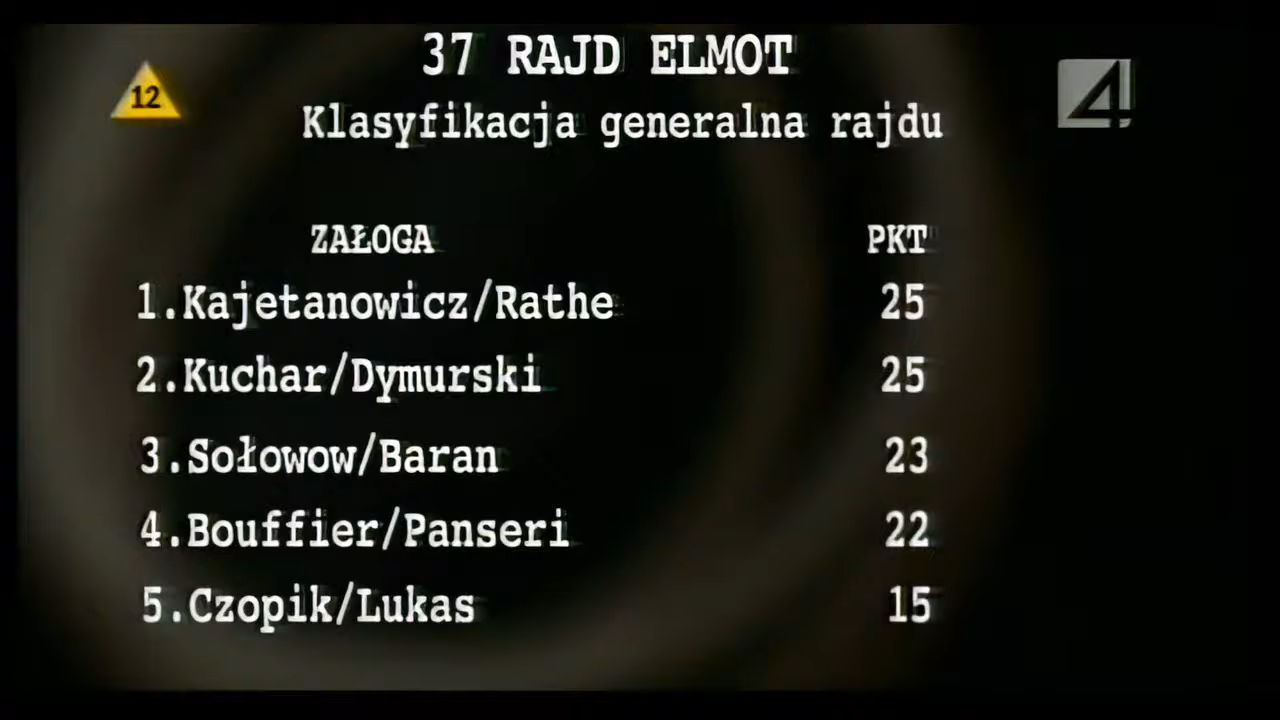 37 RAJD ELMOT
12
4
Klasyfikacja generalna rajdu
ZAŁOGA PKT
1.Kajetanowicz/Rathe 25
2.Kuchar/Dymurski 25
3.Sołowow/Baran 23
4.Bouffier/Panseri 22
5.Czopik/Lukas 15